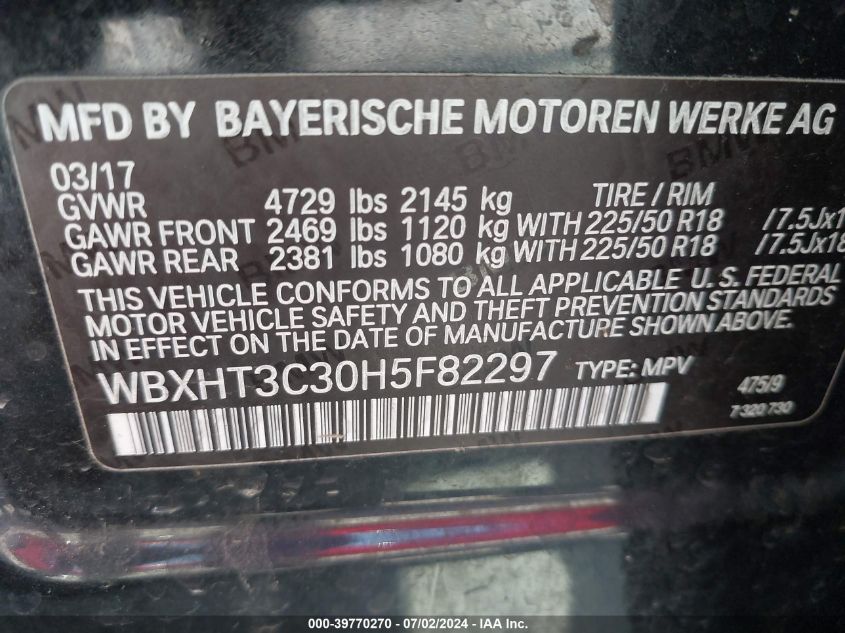 MFD BY BAYERISCHE MOTOREN WERKE AG
03/17
GVWR 4729 lbs 2145 kg TIRE / RIM
GAWR FRONT 2469 lbs 1120 kg WITH 225/50 R18 /7.5Jx1
GAWR REAR 2381 lbs 1080 kg WITH 225/50 R18 /7.5Jx18
THIS VEHICLE CONFORMS TO ALL APPLICABLE U. S. FEDERAL
MOTOR VEHICLE SAFETY AND THEFT PREVENTION STANDARDS
IN EFFECT ON THE DATE OF MANUFACTURE SHOWN ABOVE.
WBXHT3C30H5F82297 TYPE: MPV
475/9
7 320 730
000-39770270 - 07/02/2024 - IAA Inc.